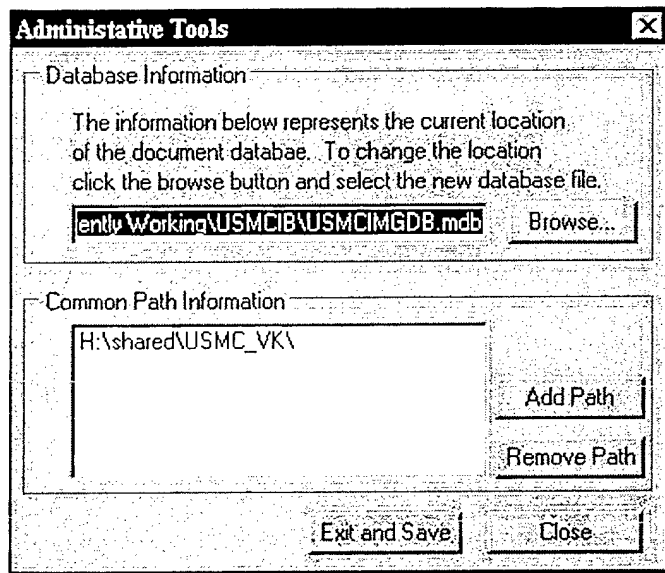 Administative Tools
Database Information
The information below represents the current location
of the document databae. To change the location
click the browse button and select the new database file.
ently Working\USMCIB\USMCIMGDB.mdb
Browse...
Common Path Information
H:\shared\USMC_VK\
Add Path
Remove Path
Exit and Save
Close